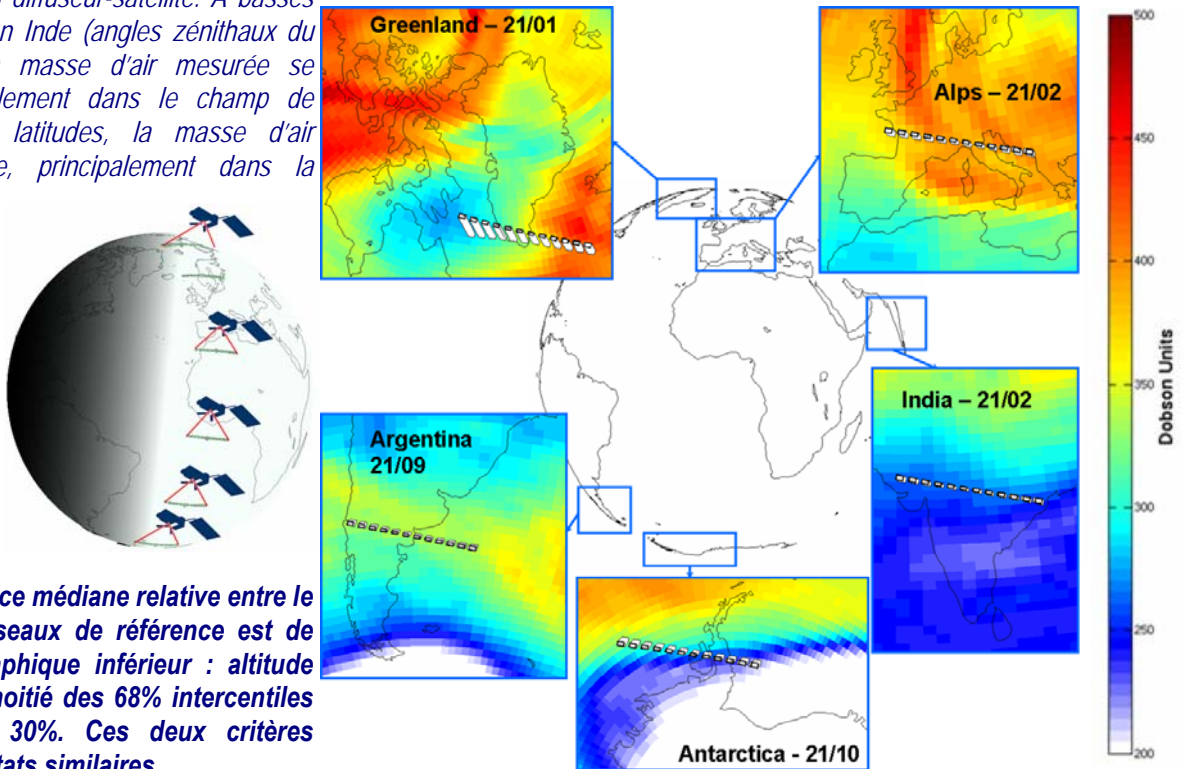 diffuseur-satellite. A basses
n Inde (angles zénithaux du
masse d'air mesurée se
lement dans le champ de
latitudes, la masse d'air
e, principalement dans la
ce médiane relative entre le
seaux de référence est de
phique inférieur : altitude
moitié des 68% intercentiles
30%. Ces deux critères
tats similaires
Greenland – 21/01
Alps – 21/02
India – 21/02
Argentina
21/09
Antarctica - 21/10
500
450
400
350
300
250
200
Dobson Units